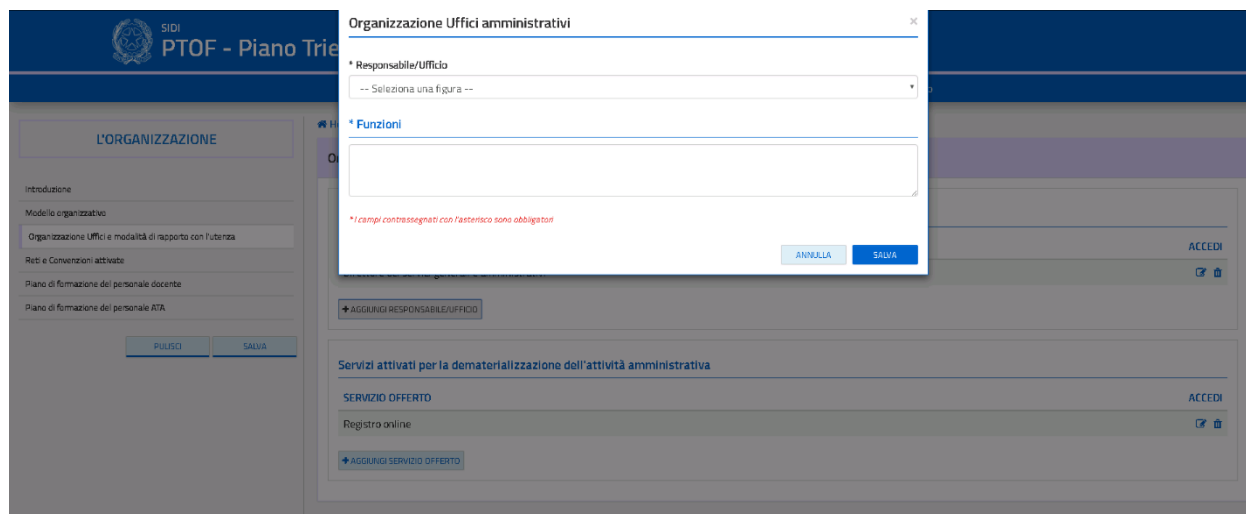 SIDI
PTOF - Piano Trie
Organizzazione Uffici amministrativi
×
* Responsabile/Ufficio
-- Seleziona una figura --
* Funzioni
* I campi contrassegnati con l'asterisco sono obbligatori
ANNULLA SALVA
L'ORGANIZZAZIONE
Introduzione
Modello organizzativo
Organizzazione Uffici e modalità di rapporto con l'utenza
Reti e Convenzioni attivate
Piano di formazione del personale docente
Piano di formazione del personale ATA
PULISCI SALVA
ACCEDI
+ AGGIUNGI RESPONSABILE/UFFICIO
Servizi attivati per la dematerializzazione dell'attività amministrativa
SERVIZIO OFFERTO ACCEDI
Registro online
+ AGGIUNGI SERVIZIO OFFERTO